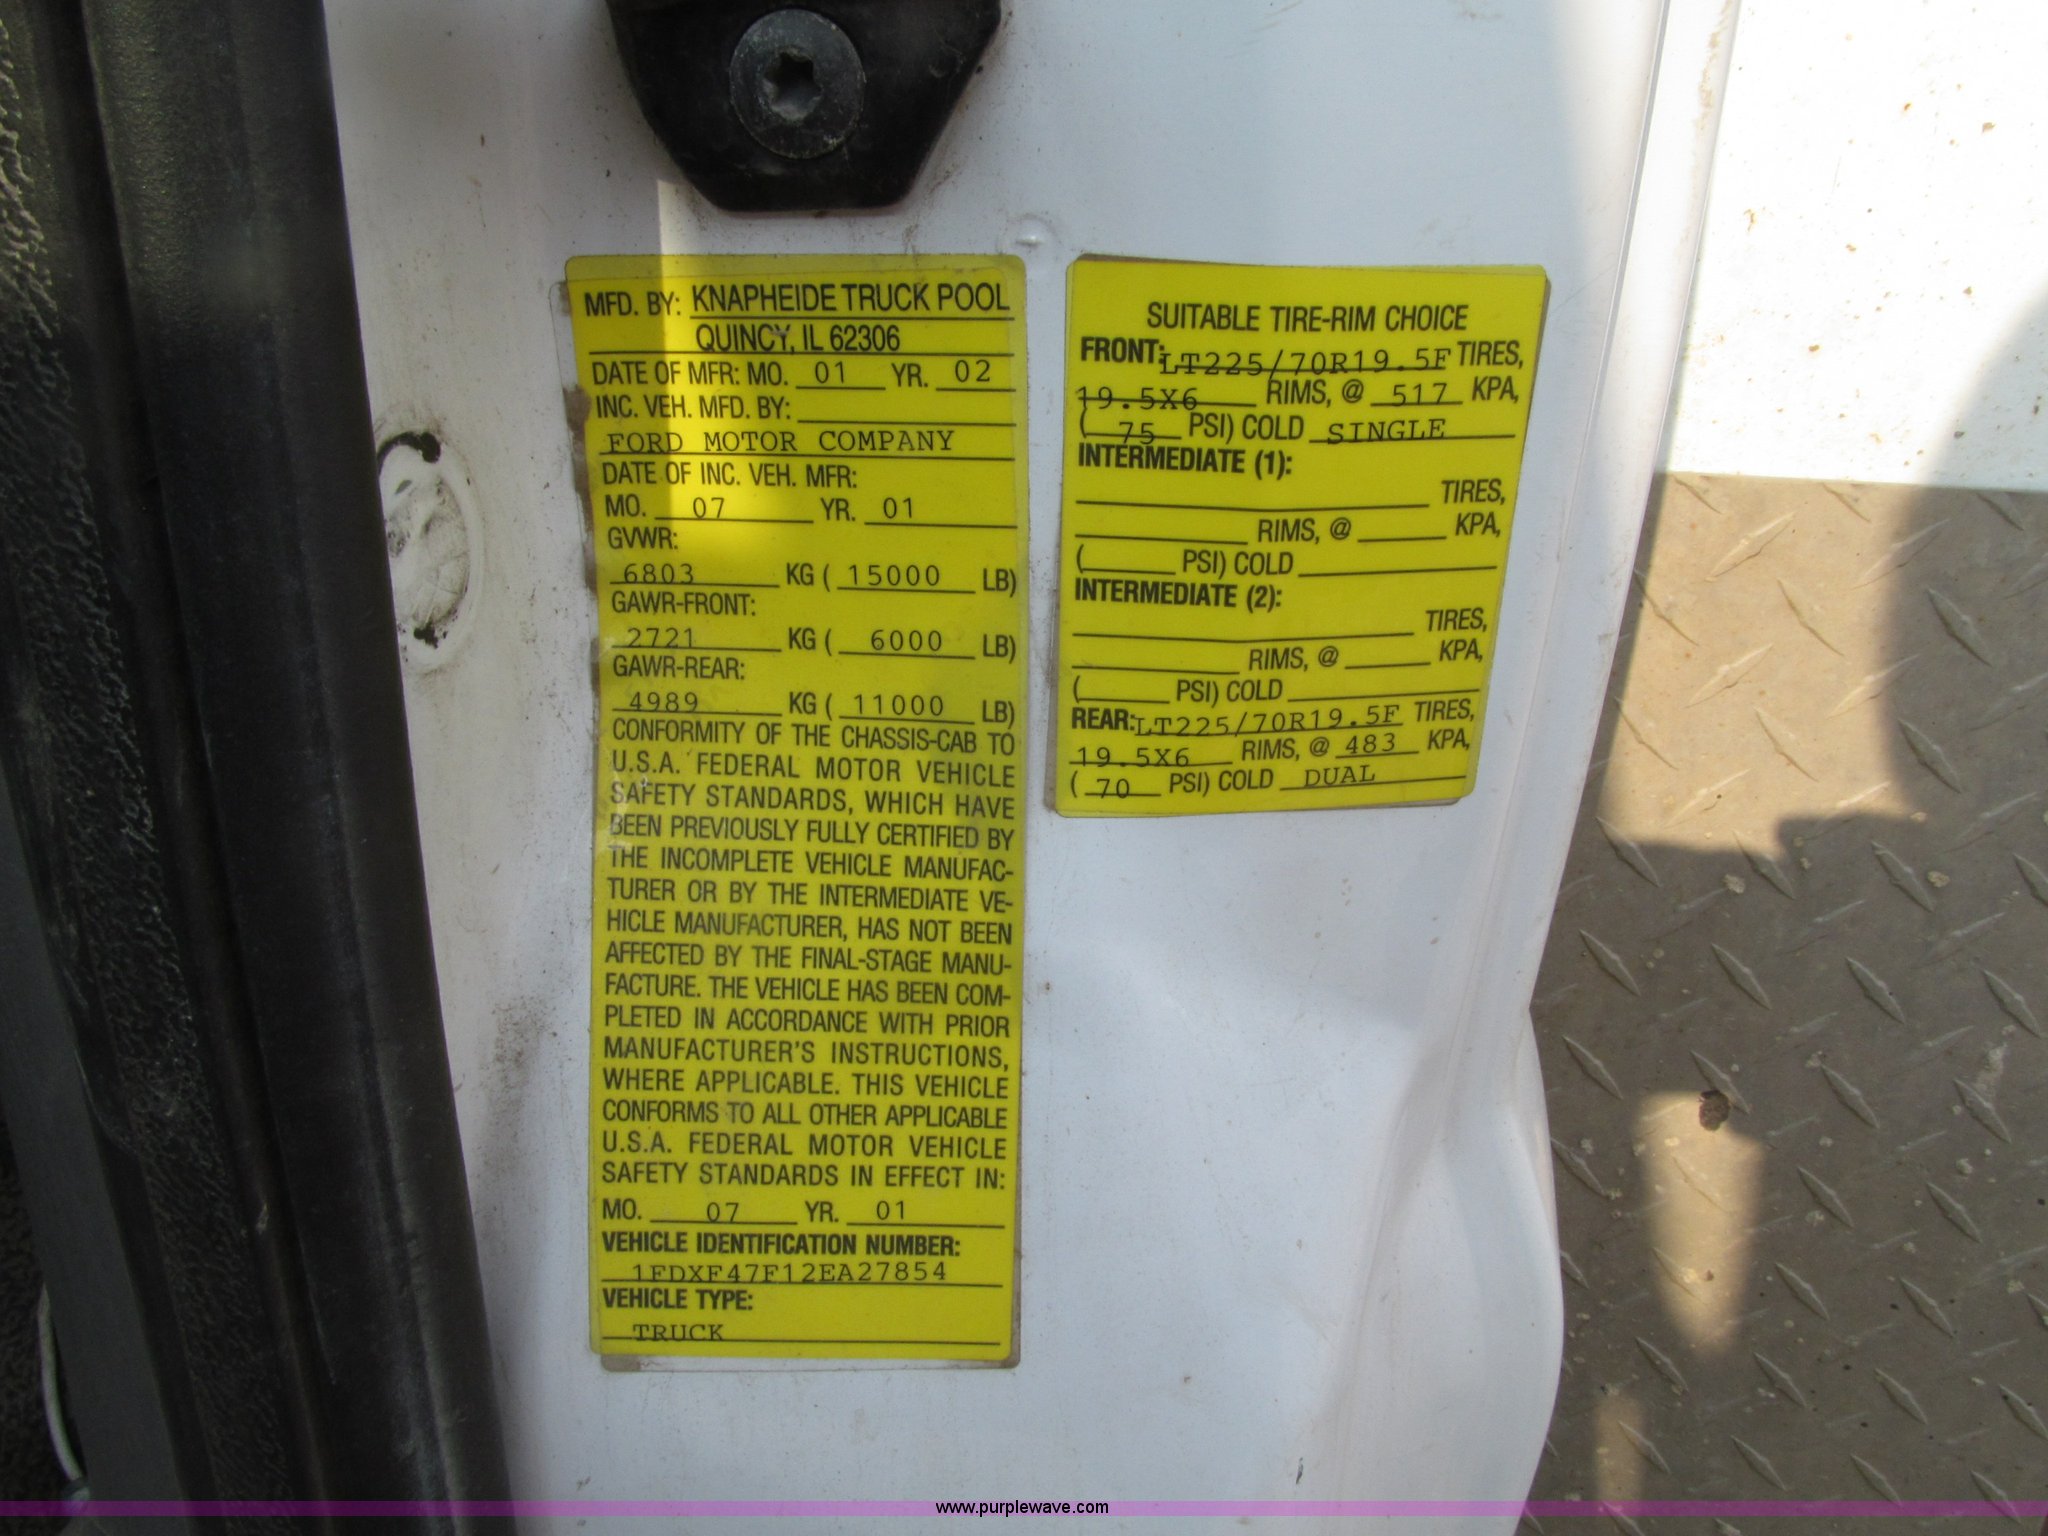 MFD. BY: KNAPHEIDE TRUCK POOL
QUINCY, IL 62306
DATE OF MFR: MO. 01 YR. 02
INC. VEH. MFD. BY:
FORD MOTOR COMPANY
DATE OF INC. VEH. MFR:
MO. 07 YR. 01
GVWR:
6803 KG ( 15000 LB)
GAWR-FRONT:
2721 KG ( 6000 LB)
GAWR-REAR:
4989 KG ( 11000 LB)
CONFORMITY OF THE CHASSIS-CAB TO
U.S.A. FEDERAL MOTOR VEHICLE
SAFETY STANDARDS, WHICH HAVE
BEEN PREVIOUSLY FULLY CERTIFIED BY
THE INCOMPLETE VEHICLE MANUFAC-
TURER OR BY THE INTERMEDIATE VE-
HICLE MANUFACTURER, HAS NOT BEEN
AFFECTED BY THE FINAL-STAGE MANU-
FACTURE. THE VEHICLE HAS BEEN COM-
PLETED IN ACCORDANCE WITH PRIOR
MANUFACTURER'S INSTRUCTIONS,
WHERE APPLICABLE. THIS VEHICLE
CONFORMS TO ALL OTHER APPLICABLE
U.S.A. FEDERAL MOTOR VEHICLE
SAFETY STANDARDS IN EFFECT IN:
MO. 07 YR. 01
VEHICLE IDENTIFICATION NUMBER:
1FDXF47F12EA27854
VEHICLE TYPE:
TRUCK
SUITABLE TIRE-RIM CHOICE
FRONT: LT225/70R19.5F TIRES,
19.5X6 RIMS, @ 517 KPA,
( 75 PSI) COLD SINGLE
INTERMEDIATE (1):
TIRES,
RIMS, @ KPA,
( PSI) COLD
INTERMEDIATE (2):
TIRES,
RIMS, @ KPA,
( PSI) COLD
REAR: LT225/70R19.5F TIRES,
19.5X6 RIMS, @ 483 KPA,
( 70 PSI) COLD DUAL
www.purplewave.com